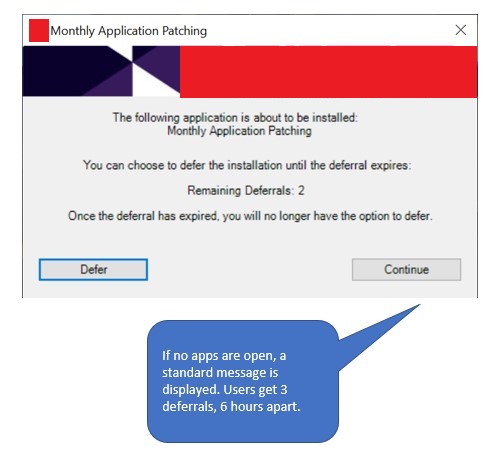 Monthly Application Patching
The following application is about to be installed:
Monthly Application Patching
You can choose to defer the installation until the deferral expires:
Remaining Deferrals: 2
Once the deferral has expired, you will no longer have the option to defer.
Defer
Continue
If no apps are open, a
standard message is
displayed. Users get 3
deferrals, 6 hours apart.